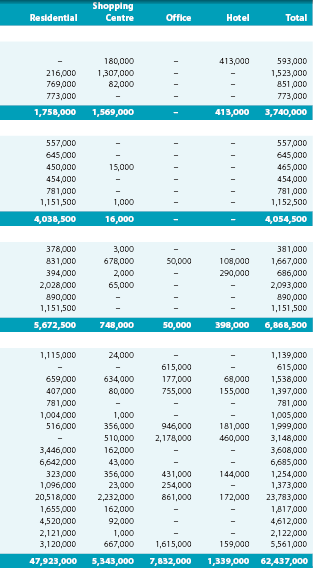 Shopping
Residential Centre Office Hotel Total
– 180,000 – 413,000 593,000
216,000 1,307,000 – – 1,523,000
769,000 82,000 – – 851,000
773,000 – – – 773,000
1,758,000 1,569,000 – 413,000 3,740,000
557,000 – – – 557,000
645,000 – – – 645,000
450,000 15,000 – – 465,000
454,000 – – – 454,000
781,000 – – – 781,000
1,151,500 1,000 – – 1,152,500
4,038,500 16,000 – – 4,054,500
378,000 3,000 – – 381,000
831,000 678,000 50,000 108,000 1,667,000
394,000 2,000 – 290,000 686,000
2,028,000 65,000 – – 2,093,000
890,000 – – – 890,000
1,151,500 – – – 1,151,500
5,672,500 748,000 50,000 398,000 6,868,500
1,115,000 24,000 – – 1,139,000
– – 615,000 – 615,000
659,000 634,000 177,000 68,000 1,538,000
407,000 80,000 755,000 155,000 1,397,000
781,000 – – – 781,000
1,004,000 1,000 – – 1,005,000
516,000 356,000 946,000 181,000 1,999,000
– 510,000 2,178,000 460,000 3,148,000
3,446,000 162,000 – – 3,608,000
6,642,000 43,000 – – 6,685,000
323,000 356,000 431,000 144,000 1,254,000
1,096,000 23,000 254,000 – 1,373,000
20,518,000 2,232,000 861,000 172,000 23,783,000
1,655,000 162,000 – – 1,817,000
4,520,000 92,000 – – 4,612,000
2,121,000 1,000 – – 2,122,000
3,120,000 667,000 1,615,000 159,000 5,561,000
47,923,000 5,343,000 7,832,000 1,339,000 62,437,000